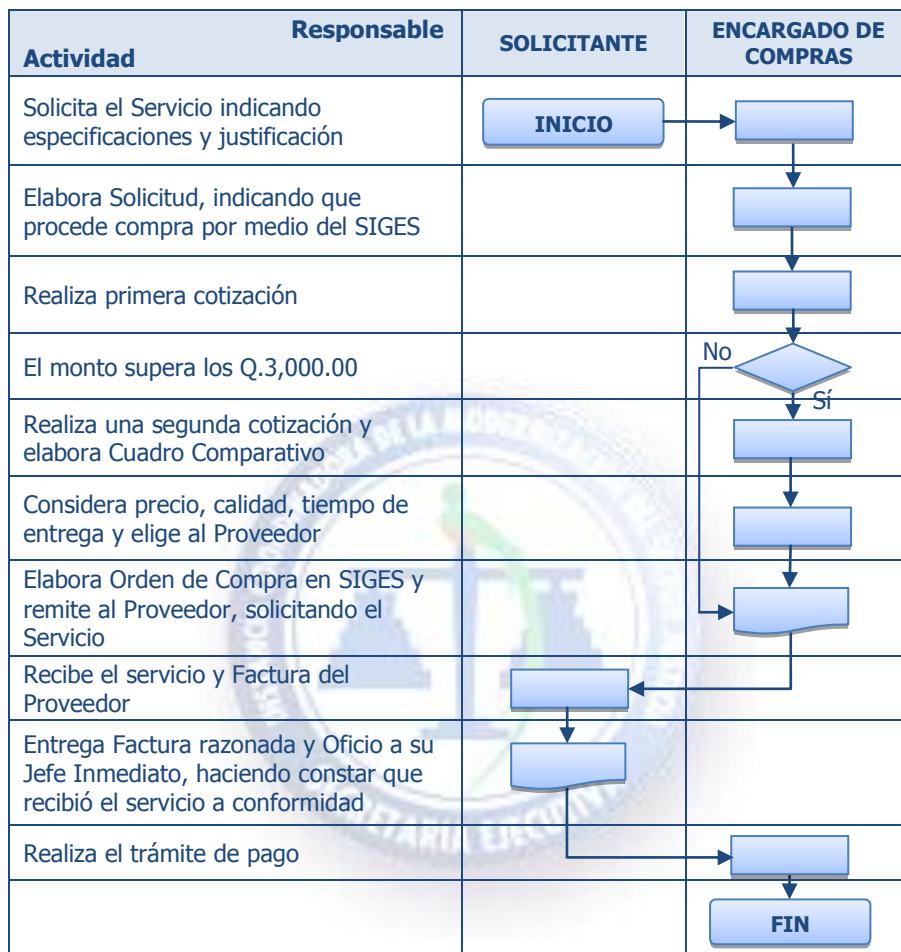 Responsable
Actividad
SOLICITANTE
ENCARGADO DE
COMPRAS
Solicita el Servicio indicando
especificaciones y justificación
INICIO
Elabora Solicitud, indicando que
procede compra por medio del SIGES
Realiza primera cotización
El monto supera los Q.3,000.00
No
Sí
Realiza una segunda cotización y
elabora Cuadro Comparativo
Considera precio, calidad, tiempo de
entrega y elige al Proveedor
Elabora Orden de Compra en SIGES y
remite al Proveedor, solicitando el
Servicio
Recibe el servicio y Factura del
Proveedor
Entrega Factura razonada y Oficio a su
Jefe Inmediato, haciendo constar que
recibió el servicio a conformidad
Realiza el trámite de pago
FIN
SECRETARÍA EJECUTIVA